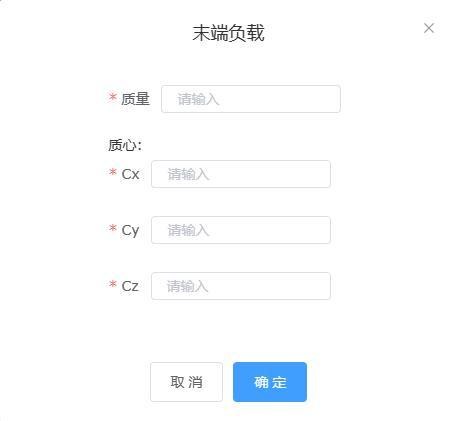 末端负载
* 质量 请输入
质心:
* Cx 请输入
* Cy 请输入
* Cz 请输入
取 消 确 定